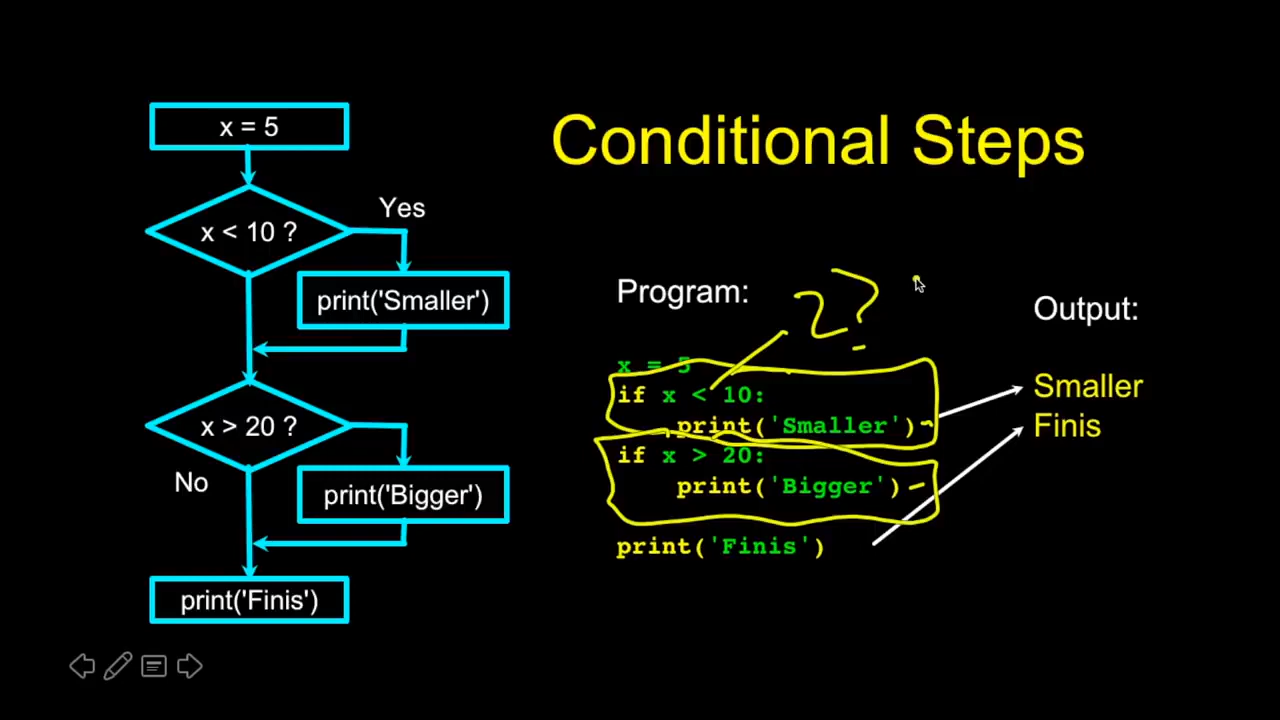 Conditional Steps
x = 5
x < 10 ?
Yes
print('Smaller')
x > 20 ?
No
print('Bigger')
print('Finis')
Program:
2?
x = 5
if x < 10:
    print('Smaller')
if x > 20:
    print('Bigger')
print('Finis')
Output:
Smaller
Finis